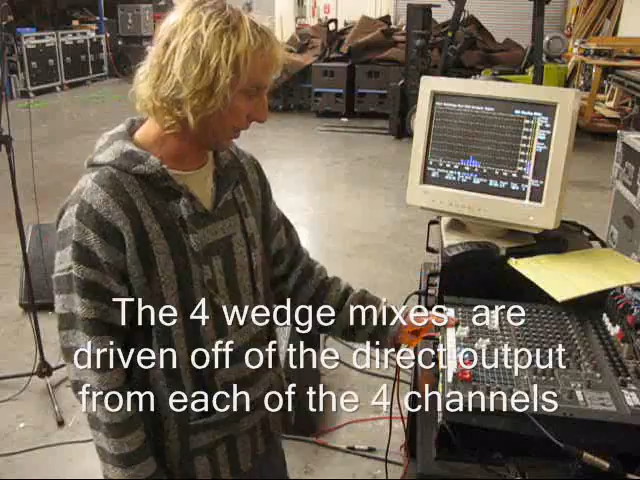 The 4 wedge mixes, are
driven off of the direct output
from each of the 4 channels